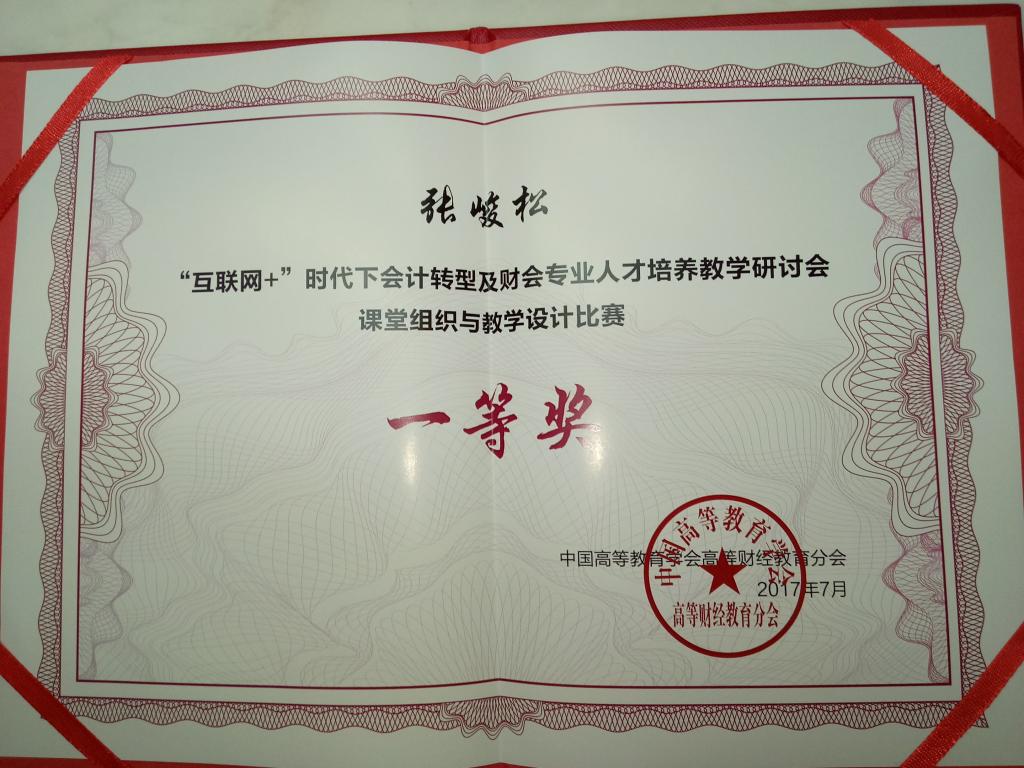 张峻松
“互联网+”时代下会计转型及财会专业人才培养教学研讨会
课堂组织与教学设计比赛
一等奖
中国高等教育学会高等财经教育分会
2017年7月
中国高等教育学会
高等财经教育分会